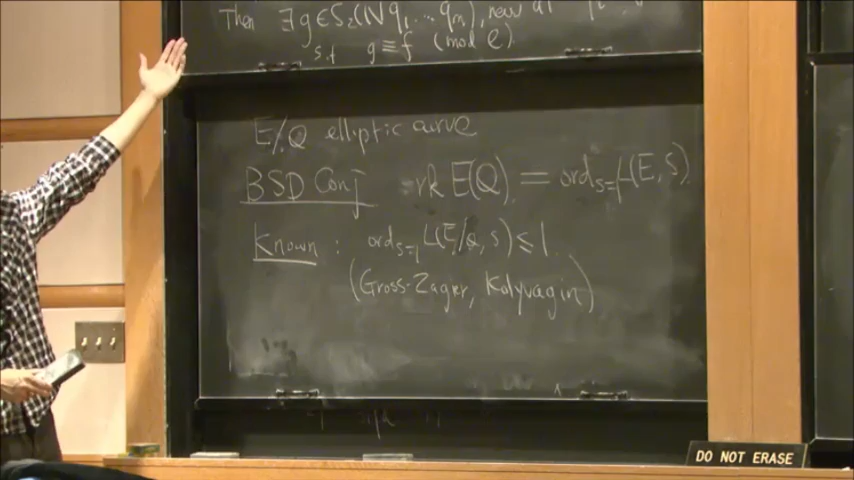 Then ∃g ∈ S₂(Nq₁…qₘ), new at
s.t g ≡ f (mod ℓ).
E/Q elliptic curve
BSD Conj rk E(Q) = ord_{s=1} L(E, s).
Known : ord_{s=1} L(E/Q, s) ≤ 1.
(Gross-Zager, Kolyvagin)
DO NOT ERASE